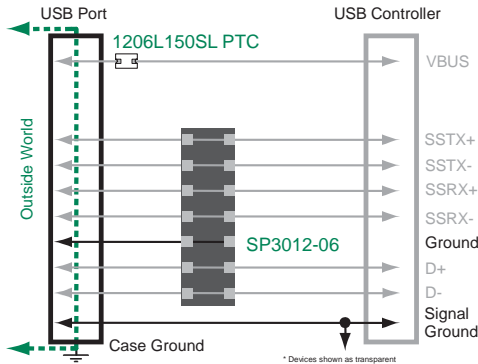 USB Port
USB Controller
1206L150SL PTC
VBUS
Outside World
SSTX+
SSTX-
SSRX+
SSRX-
SP3012-06
Ground
D+
D-
Signal
Ground
Case Ground
* Devices shown as transparent